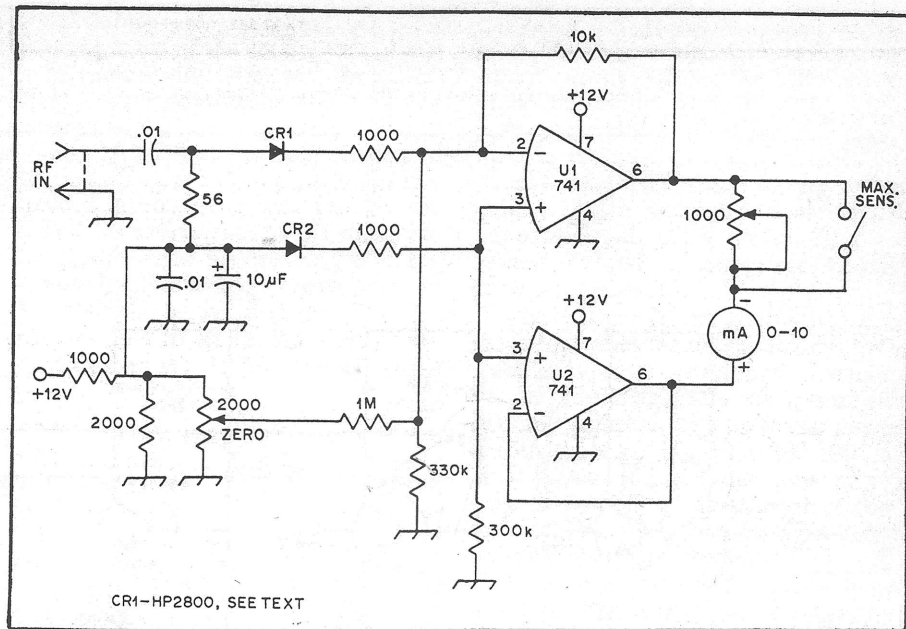 10k
+12V
.01
CR1
1000
2
−
7
U1
741
6
RF
IN
56
3
+
4
1000
MAX.
SENS.
CR2
1000
.01
+
10µF
+12V
−
mA
0-10
+
1000
+12V
3
+
7
U2
741
6
2
−
4
2000
2000
ZERO
1M
330k
300k
CR1-HP2800, SEE TEXT